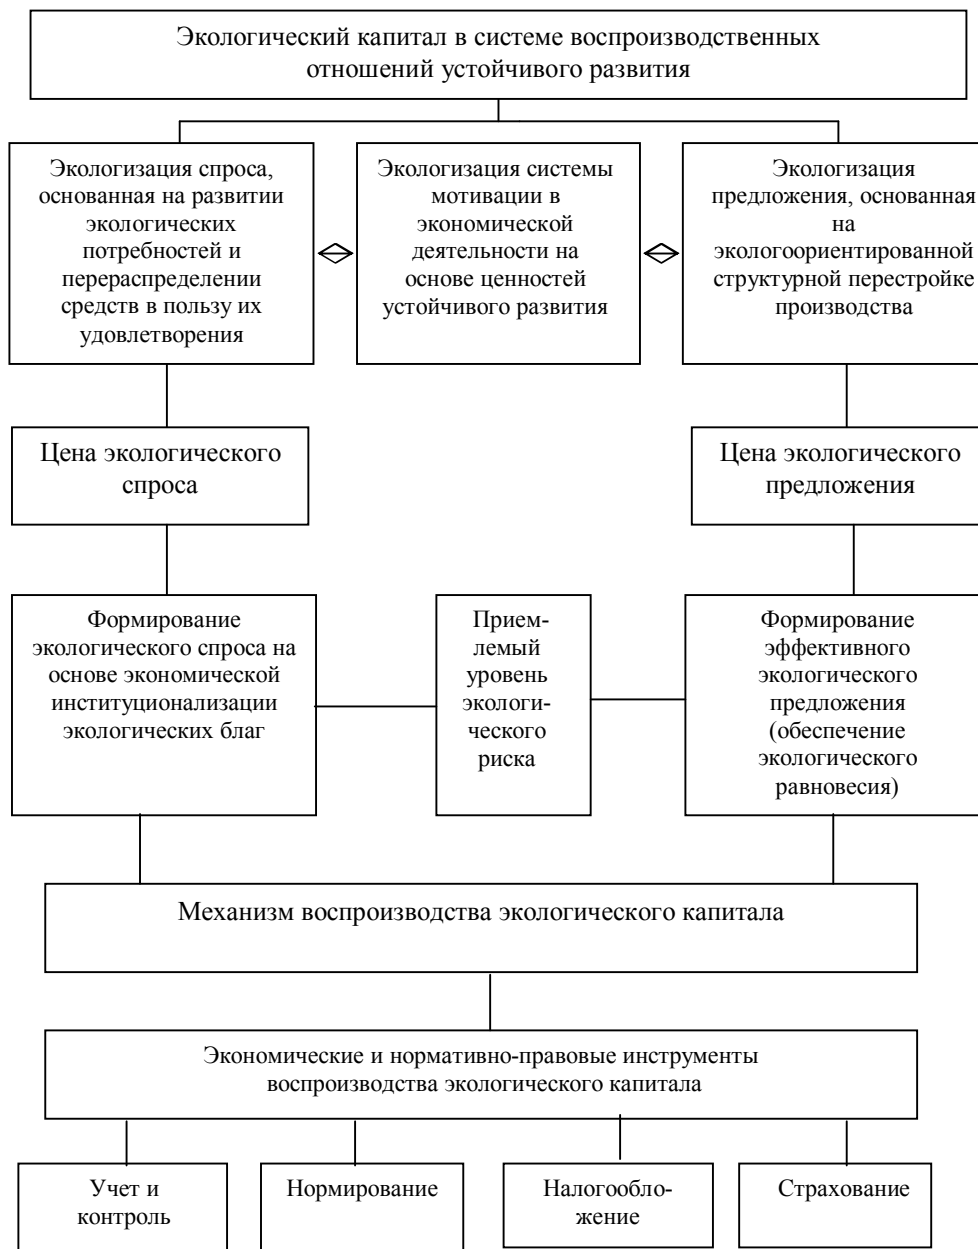 Экологический капитал в системе воспроизводственных
отношений устойчивого развития
Экологизация спроса,
основанная на развитии
экологических
потребностей и
перераспределении
средств в пользу их
удовлетворения
Экологизация системы
мотивации в
экономической
деятельности на
основе ценностей
устойчивого развития
Экологизация
предложения, основанная
на
экологоориентированной
структурной перестройке
производства
Цена экологического
спроса
Цена экологического
предложения
Формирование
экологического спроса на
основе экономической
институционализации
экологических благ
Прием-
лемый
уровень
экологи-
ческого
риска
Формирование
эффективного
экологического
предложения
(обеспечение
экологического
равновесия)
Механизм воспроизводства экологического капитала
Экономические и нормативно-правовые инструменты
воспроизводства экологического капитала
Учет и
контроль
Нормирование
Налогообло-
жение
Страхование